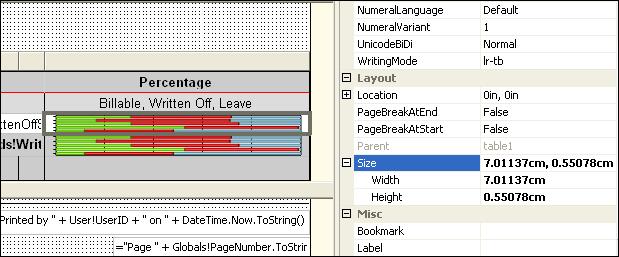 Percentage
Billable, Written Off, Leave
ttenOffS
ds!Writ
Printed by " + User!UserID + " on " + DateTime.Now.ToString()
="Page " + Globals!PageNumber.ToStrir
NumeralLanguage Default
NumeralVariant 1
UnicodeBiDi Normal
WritingMode lr-tb
Layout
Location 0in, 0in
PageBreakAtEnd False
PageBreakAtStart False
Parent table1
Size 7.01137cm, 0.55078cm
Width 7.01137cm
Height 0.55078cm
Misc
Bookmark
Label